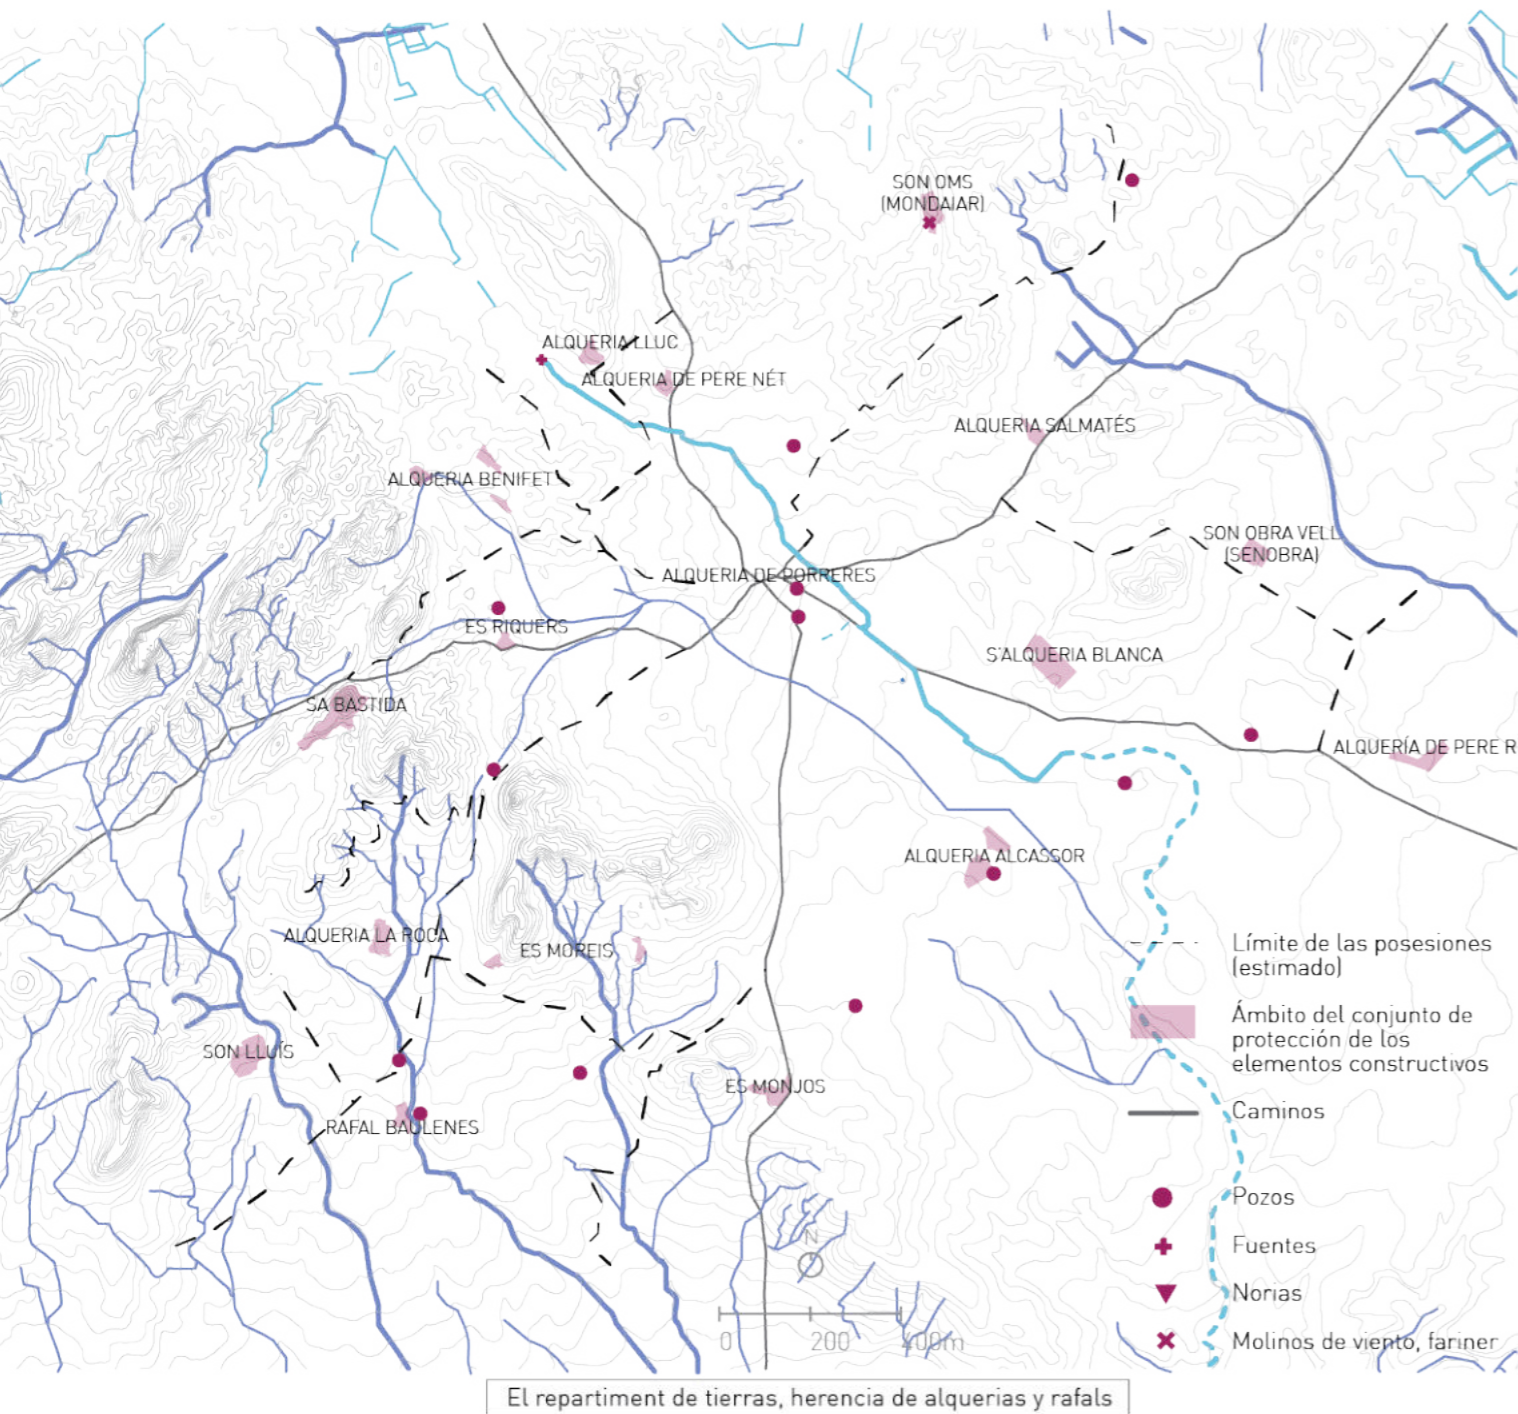 SON OMS
(MONDAIAR)
ALQUERIA LLUC
ALQUERIA DE PERE NÉT
ALQUERIA SALMATÉS
ALQUERIA BENIFET
SON OBRA VELL
(SENOBRA)
ALQUERIA DE PORRERES
ES RIQUERS
S'ALQUERIA BLANCA
SA BASTIDA
ALQUERÍA DE PERE R
ALQUERIA ALCASSOR
ALQUERIA LA ROCA
ES MOREIS
SON LLUÍS
ES MONJOS
RAFAL BAULENES
Límite de las posesiones
(estimado)
Ámbito del conjunto de
protección de los
elementos constructivos
Caminos
Pozos
Fuentes
Norias
Molinos de viento, fariner
N
0 200 400m
El repartiment de tierras, herencia de alquerias y rafals